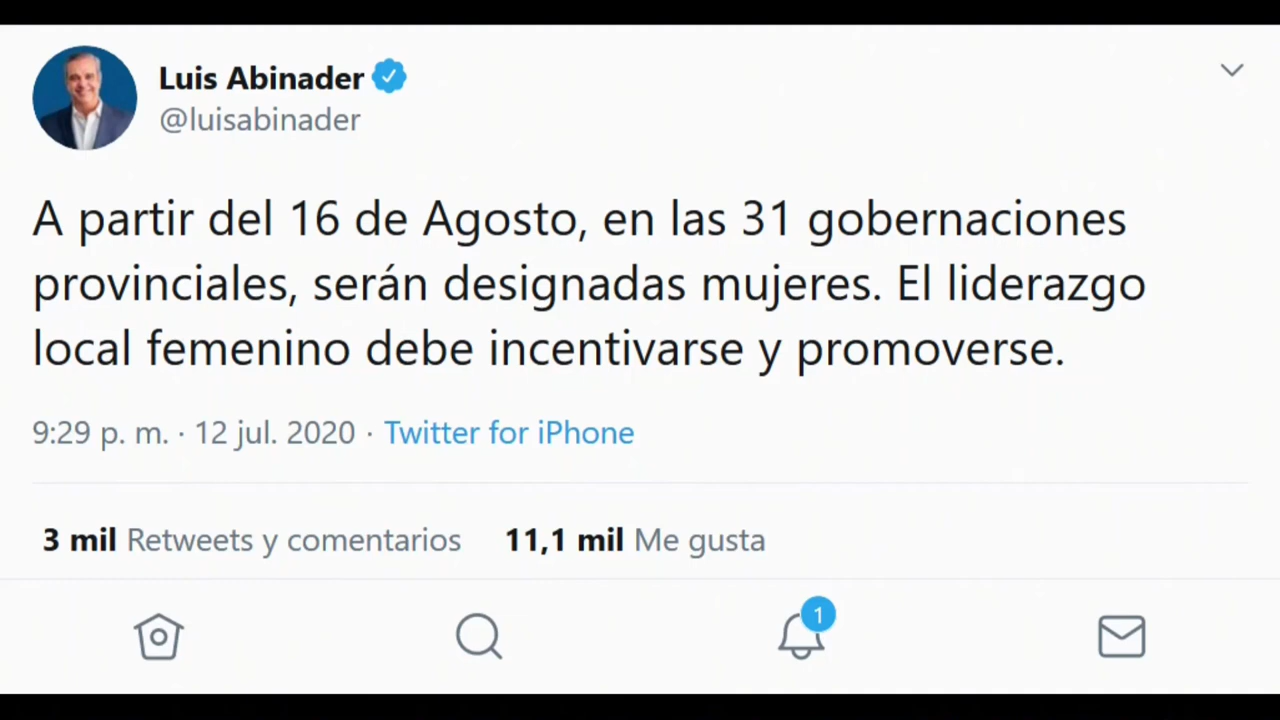 Luis Abinader
@luisabinader
A partir del 16 de Agosto, en las 31 gobernaciones
provinciales, serán designadas mujeres. El liderazgo
local femenino debe incentivarse y promoverse.
9:29 p. m. · 12 jul. 2020 · Twitter for iPhone
3 mil Retweets y comentarios 11,1 mil Me gusta
1